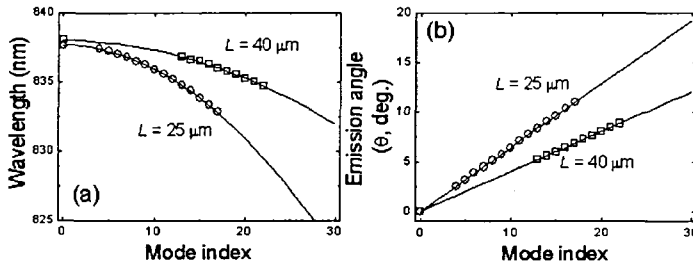 840
835
830
825
Wavelength (nm)
L = 40 μm
L = 25 μm
(a)
0
10
20
30
Mode index
20
15
10
5
0
Emission angle
(θ, deg.)
(b)
L = 25 μm
L = 40 μm
0
10
20
30
Mode index